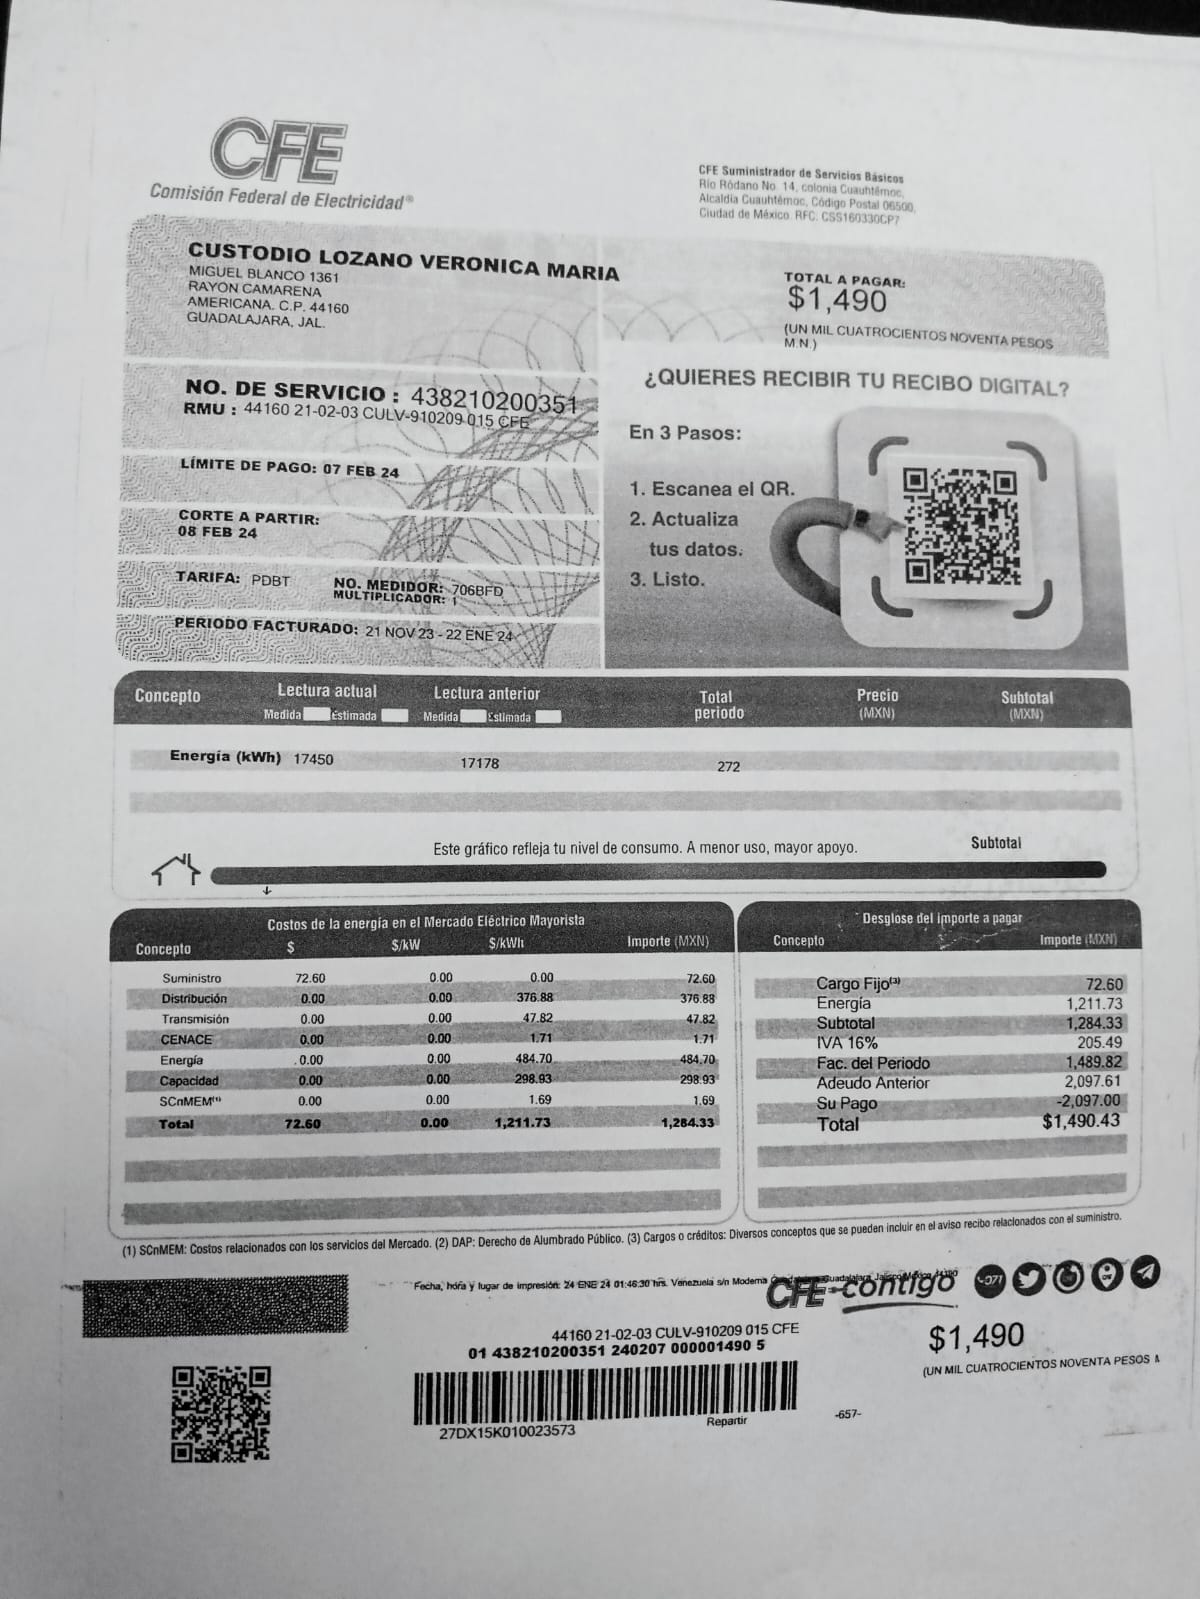 CFE
Comisión Federal de Electricidad®
CFE Suministrador de Servicios Básicos
Río Ródano No. 14, colonia Cuauhtémoc,
Alcaldía Cuauhtémoc, Código Postal 06500,
Ciudad de México. RFC. CSS160330CP7
CUSTODIO LOZANO VERONICA MARIA
MIGUEL BLANCO 1361
RAYON CAMARENA
AMERICANA. C.P. 44160
GUADALAJARA, JAL.
TOTAL A PAGAR:
$1,490
(UN MIL CUATROCIENTOS NOVENTA PESOS
M.N.)
NO. DE SERVICIO : 438210200351
RMU : 44160 21-02-03 CULV-910209 015 CFE
LÍMITE DE PAGO: 07 FEB 24
CORTE A PARTIR:
08 FEB 24
TARIFA: PDBT NO. MEDIDOR: 706BFD
MULTIPLICADOR: 1
PERIODO FACTURADO: 21 NOV 23 - 22 ENE 24
¿QUIERES RECIBIR TU RECIBO DIGITAL?
En 3 Pasos:
1. Escanea el QR.
2. Actualiza
tus datos.
3. Listo.
Concepto Lectura actual Lectura anterior Total periodo Precio (MXN) Subtotal (MXN)
Medida Estimada Medida Estimada
Energía (kWh) 17450 17178 272
Este gráfico refleja tu nivel de consumo. A menor uso, mayor apoyo. Subtotal
Costos de la energía en el Mercado Eléctrico Mayorista
Concepto $ $/kW $/kWh Importe (MXN)
Suministro 72.60 0.00 0.00 72.60
Distribución 0.00 0.00 376.88 376.88
Transmisión 0.00 0.00 47.82 47.82
CENACE 0.00 0.00 1.71 1.71
Energía 0.00 0.00 484.70 484.70
Capacidad 0.00 0.00 298.93 298.93
SCnMEM(1) 0.00 0.00 1.69 1.69
Total 72.60 0.00 1,211.73 1,284.33
Desglose del importe a pagar
Concepto Importe (MXN)
Cargo Fijo(3) 72.60
Energía 1,211.73
Subtotal 1,284.33
IVA 16% 205.49
Fac. del Periodo 1,489.82
Adeudo Anterior 2,097.61
Su Pago -2,097.00
Total $1,490.43
(1) SCnMEM: Costos relacionados con los servicios del Mercado. (2) DAP: Derecho de Alumbrado Público. (3) Cargos o créditos: Diversos conceptos que se pueden incluir en el aviso recibo relacionados con el suministro.
Fecha, hora y lugar de impresión: 24 ENE 24 01:46:30 hrs. Venezuela s/n Moderna Guadalajara Jalisco
CFE-contigo 071
44160 21-02-03 CULV-910209 015 CFE
01 438210200351 240207 000001490 5
$1,490
(UN MIL CUATROCIENTOS NOVENTA PESOS M
27DX15K010023573
Repartir
-657-